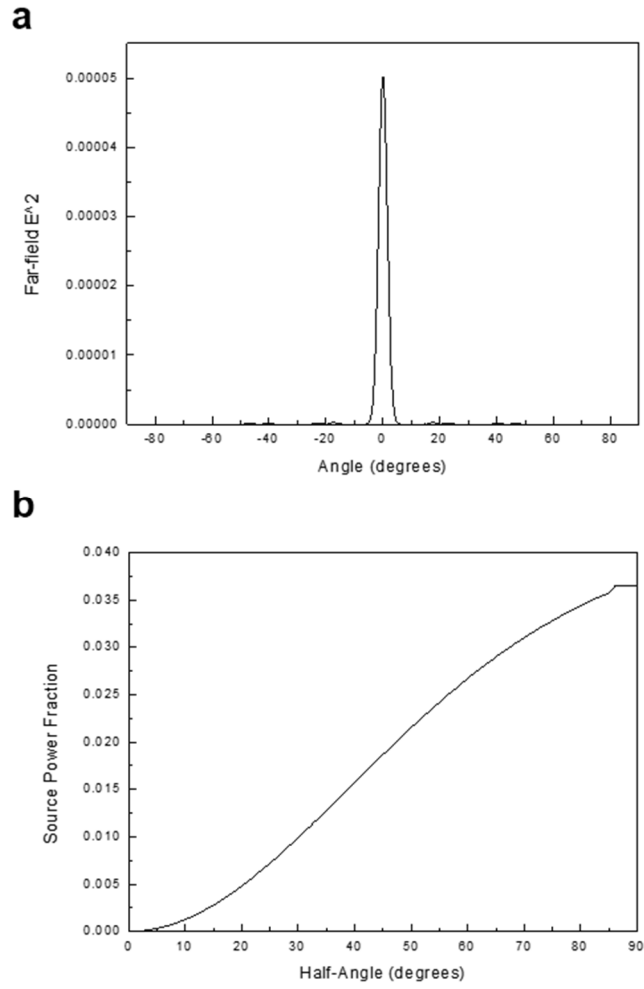 a
0.00005
0.00004
0.00003
0.00002
0.00001
0.00000
Far-field E^2
-80 -60 -40 -20 0 20 40 60 80
Angle (degrees)
b
0.040
0.035
0.030
0.025
0.020
0.015
0.010
0.005
0.000
Source Power Fraction
0 10 20 30 40 50 60 70 80 90
Half-Angle (degrees)